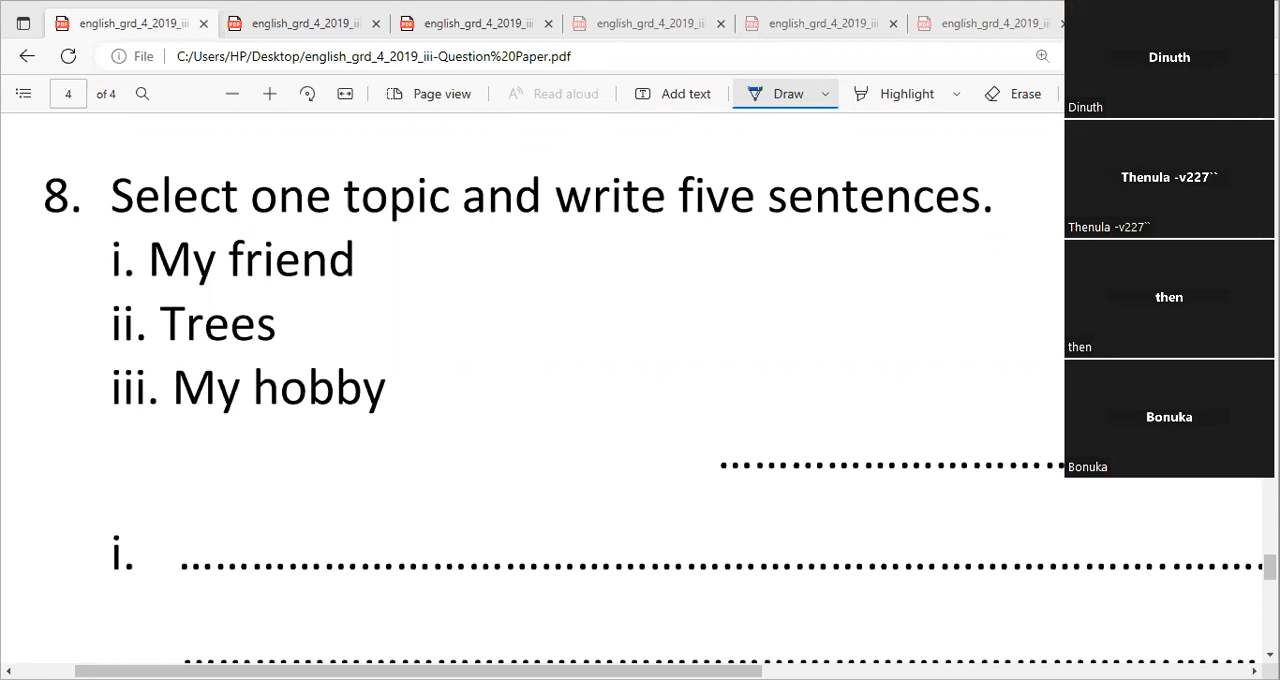 english_grd_4_2019_iii
english_grd_4_2019_iii
english_grd_4_2019_iii
english_grd_4_2019_iii
english_grd_4_2019_iii
english_grd_4_2019_iii
File
C:/Users/HP/Desktop/english_grd_4_2019_iii-Question%20Paper.pdf
4 of 4
Page view
Read aloud
Add text
Draw
Highlight
Erase
8. Select one topic and write five sentences.
i. My friend
ii. Trees
iii. My hobby
..............................
i. ..........................................................................................
..........................................................................................
Dinuth
Dinuth
Thenula -v227``
Thenula -v227``
then
then
Bonuka
Bonuka